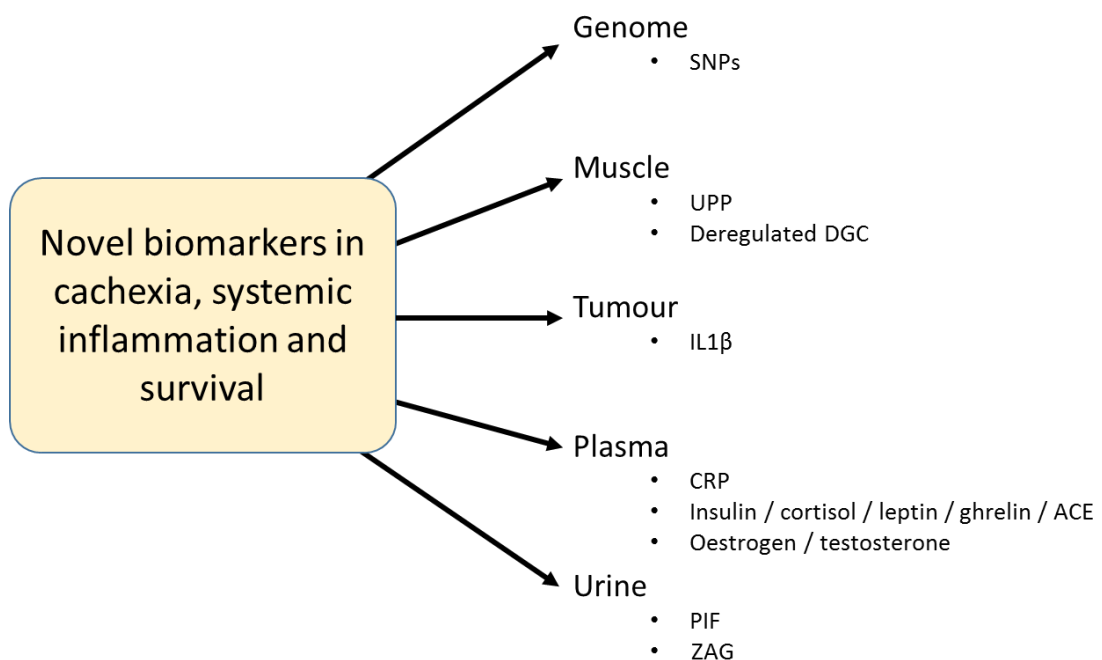 Genome
• SNPs
Muscle
• UPP
• Deregulated DGC
Novel biomarkers in
cachexia, systemic
inflammation and
survival
Tumour
• IL1β
Plasma
• CRP
• Insulin / cortisol / leptin / ghrelin / ACE
• Oestrogen / testosterone
Urine
• PIF
• ZAG